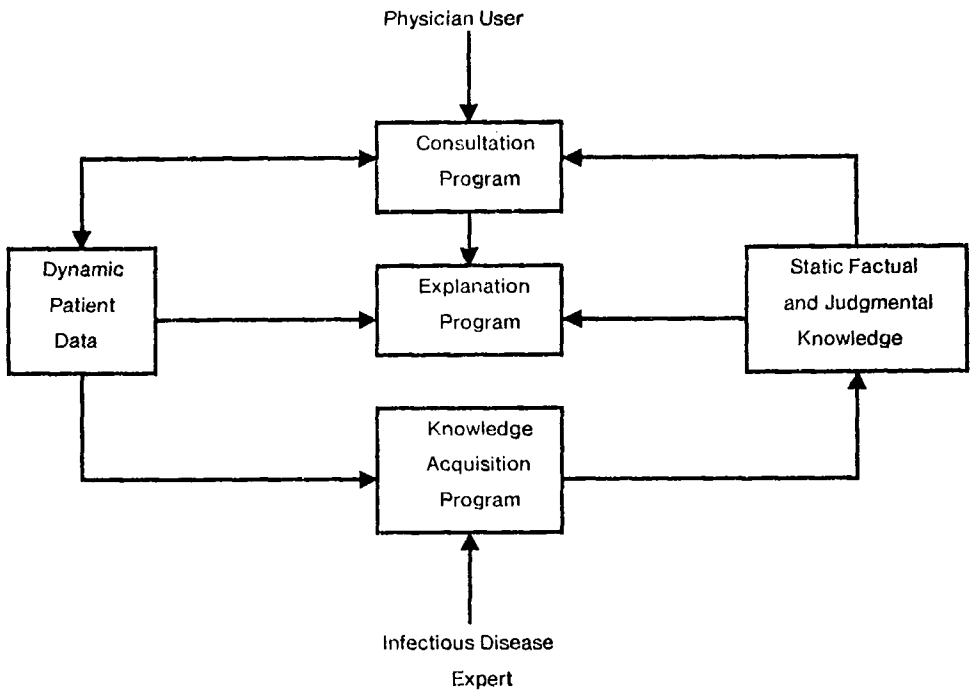 Physician User
Consultation
Program
Dynamic
Patient
Data
Explanation
Program
Static Factual
and Judgmental
Knowledge
Knowledge
Acquisition
Program
Infectious Disease
Expert